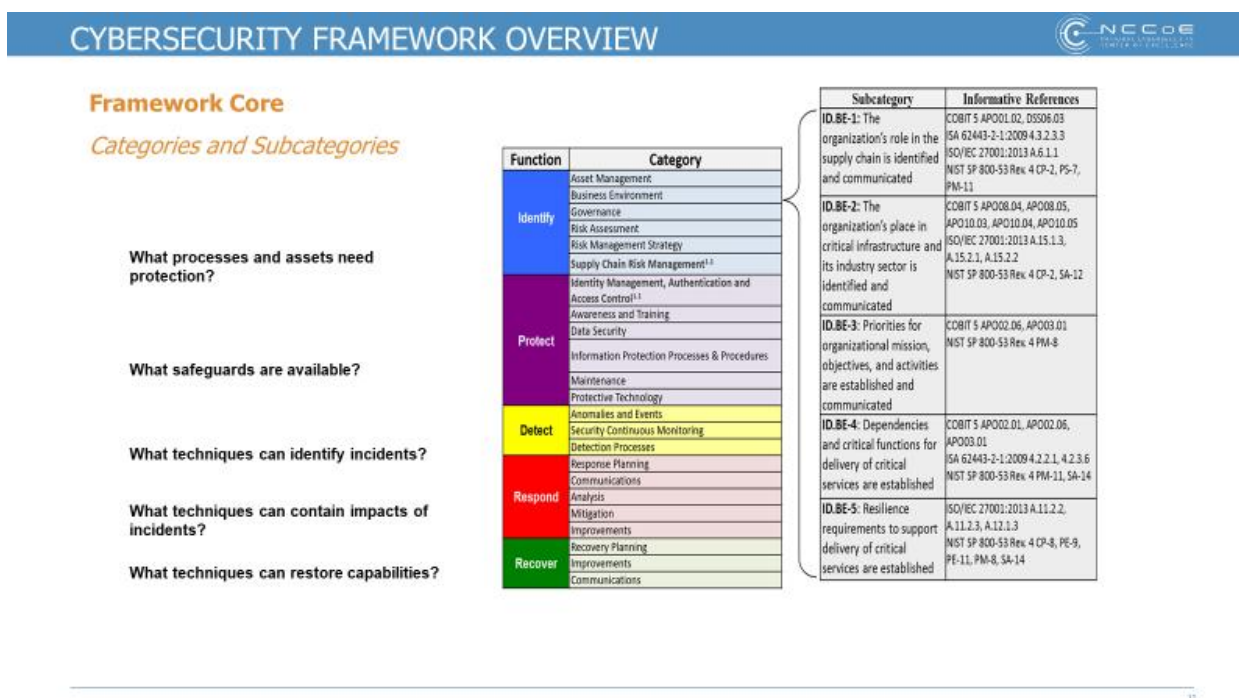 CYBERSECURITY FRAMEWORK OVERVIEW
NCCoE
Framework Core
Categories and Subcategories
What processes and assets need
protection?
What safeguards are available?
What techniques can identify incidents?
What techniques can contain impacts of
incidents?
What techniques can restore capabilities?
Function Category
Identify
Asset Management
Business Environment
Governance
Risk Assessment
Risk Management Strategy
Supply Chain Risk Management1.1
Protect
Identity Management, Authentication and
Access Control1.1
Awareness and Training
Data Security
Information Protection Processes & Procedures
Maintenance
Protective Technology
Detect
Anomalies and Events
Security Continuous Monitoring
Detection Processes
Respond
Response Planning
Communications
Analysis
Mitigation
Improvements
Recover
Recovery Planning
Improvements
Communications
Subcategory Informative References
ID.BE-1: The
organization's role in the
supply chain is identified
and communicated
COBIT 5 APO01.02, DSS06.03
ISA 62443-2-1:2009 4.3.2.3.3
ISO/IEC 27001:2013 A.6.1.1
NIST SP 800-53 Rev. 4 CP-2, PS-7,
PM-11
ID.BE-2: The
organization's place in
critical infrastructure and
its industry sector is
identified and
communicated
COBIT 5 APO08.04, APO08.05,
APO10.03, APO10.04, APO10.05
ISO/IEC 27001:2013 A.15.1.3,
A.15.2.1, A.15.2.2
NIST SP 800-53 Rev. 4 CP-2, SA-12
ID.BE-3: Priorities for
organizational mission,
objectives, and activities
are established and
communicated
COBIT 5 APO02.06, APO03.01
NIST SP 800-53 Rev. 4 PM-8
ID.BE-4: Dependencies
and critical functions for
delivery of critical
services are established
COBIT 5 APO02.01, APO02.06,
APO03.01
ISA 62443-2-1:2009 4.2.2.1, 4.2.3.6
NIST SP 800-53 Rev. 4 PM-11, SA-14
ID.BE-5: Resilience
requirements to support
delivery of critical
services are established
ISO/IEC 27001:2013 A.11.2.2,
A.11.2.3, A.12.1.3
NIST SP 800-53 Rev. 4 CP-8, PE-9,
PE-11, PM-8, SA-14